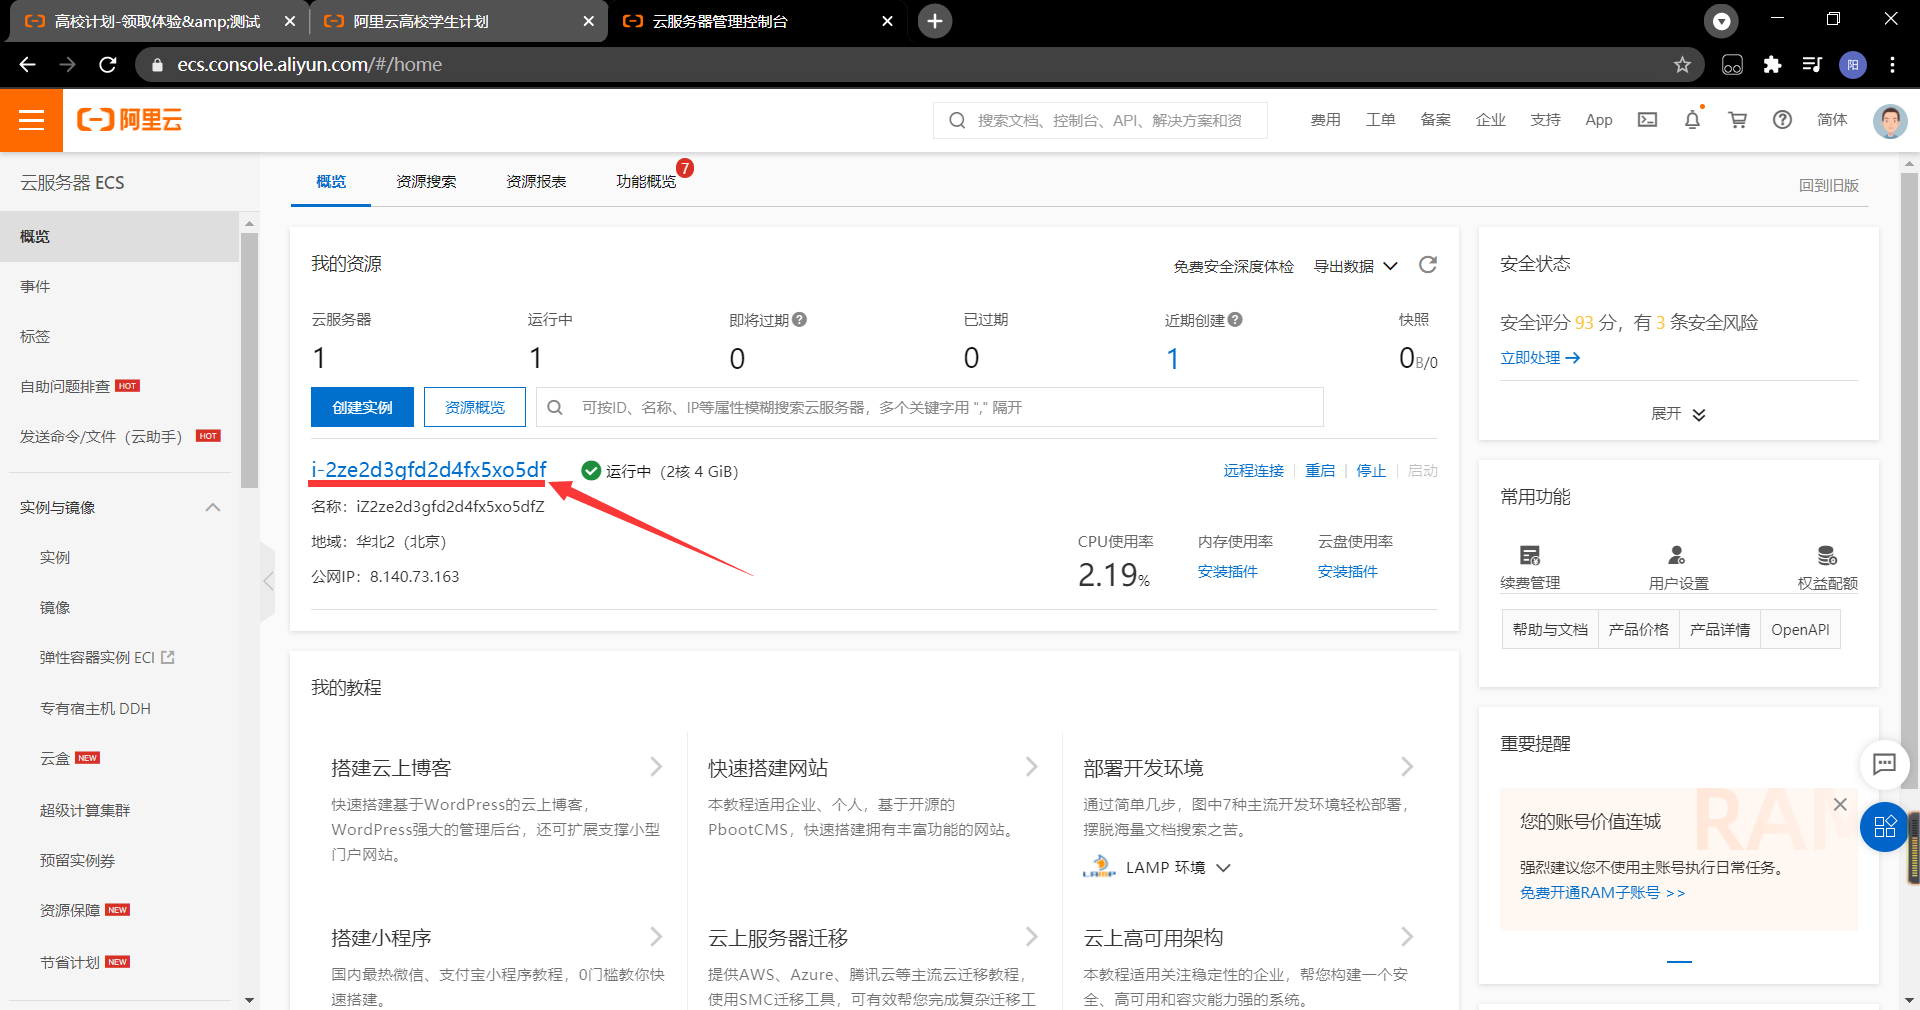 高校计划-领取体验&amp;测试
阿里云高校学生计划
云服务器管理控制台
ecs.console.aliyun.com/#/home
阳
阿里云
搜索文档、控制台、API、解决方案和资
费用
工单
备案
企业
支持
App
简体
云服务器 ECS
概览
事件
标签
自助问题排查 HOT
发送命令/文件（云助手） HOT
实例与镜像
实例
镜像
弹性容器实例 ECI
专有宿主机 DDH
云盒 NEW
超级计算集群
预留实例券
资源保障 NEW
节省计划 NEW
概览
资源搜索
资源报表
功能概览
7
回到旧版
我的资源
免费安全深度体检
导出数据
云服务器
运行中
即将过期
已过期
近期创建
快照
1
1
0
0
1
0B/0
创建实例
资源概览
可按ID、名称、IP等属性模糊搜索云服务器，多个关键字用 "," 隔开
i-2ze2d3gfd2d4fx5xo5df
运行中（2核 4 GiB）
远程连接
重启
停止
启动
名称：iZ2ze2d3gfd2d4fx5xo5dfZ
地域：华北2（北京）
公网IP：8.140.73.163
CPU使用率
内存使用率
云盘使用率
2.19%
安装插件
安装插件
我的教程
搭建云上博客
快速搭建基于WordPress的云上博客，
WordPress强大的管理后台，还可扩展支撑小型
门户网站。
快速搭建网站
本教程适用企业、个人，基于开源的
PbootCMS，快速搭建拥有丰富功能的网站。
部署开发环境
通过简单几步，图中7种主流开发环境轻松部署，
摆脱海量文档搜索之苦。
LAMP
LAMP 环境
搭建小程序
国内最热微信、支付宝小程序教程，0门槛教你快
速搭建。
云上服务器迁移
提供AWS、Azure、腾讯云等主流云迁移教程，
使用SMC迁移工具，可有效帮您完成复杂迁移工
云上高可用架构
本教程适用关注稳定性的企业，帮您构建一个安
全、高可用和容灾能力强的系统。
安全状态
安全评分 93 分，有 3 条安全风险
立即处理
展开
常用功能
续费管理
用户设置
权益配额
帮助与文档
产品价格
产品详情
OpenAPI
重要提醒
RAM
您的账号价值连城
强烈建议您不使用主账号执行日常任务。
免费开通RAM子账号 >>